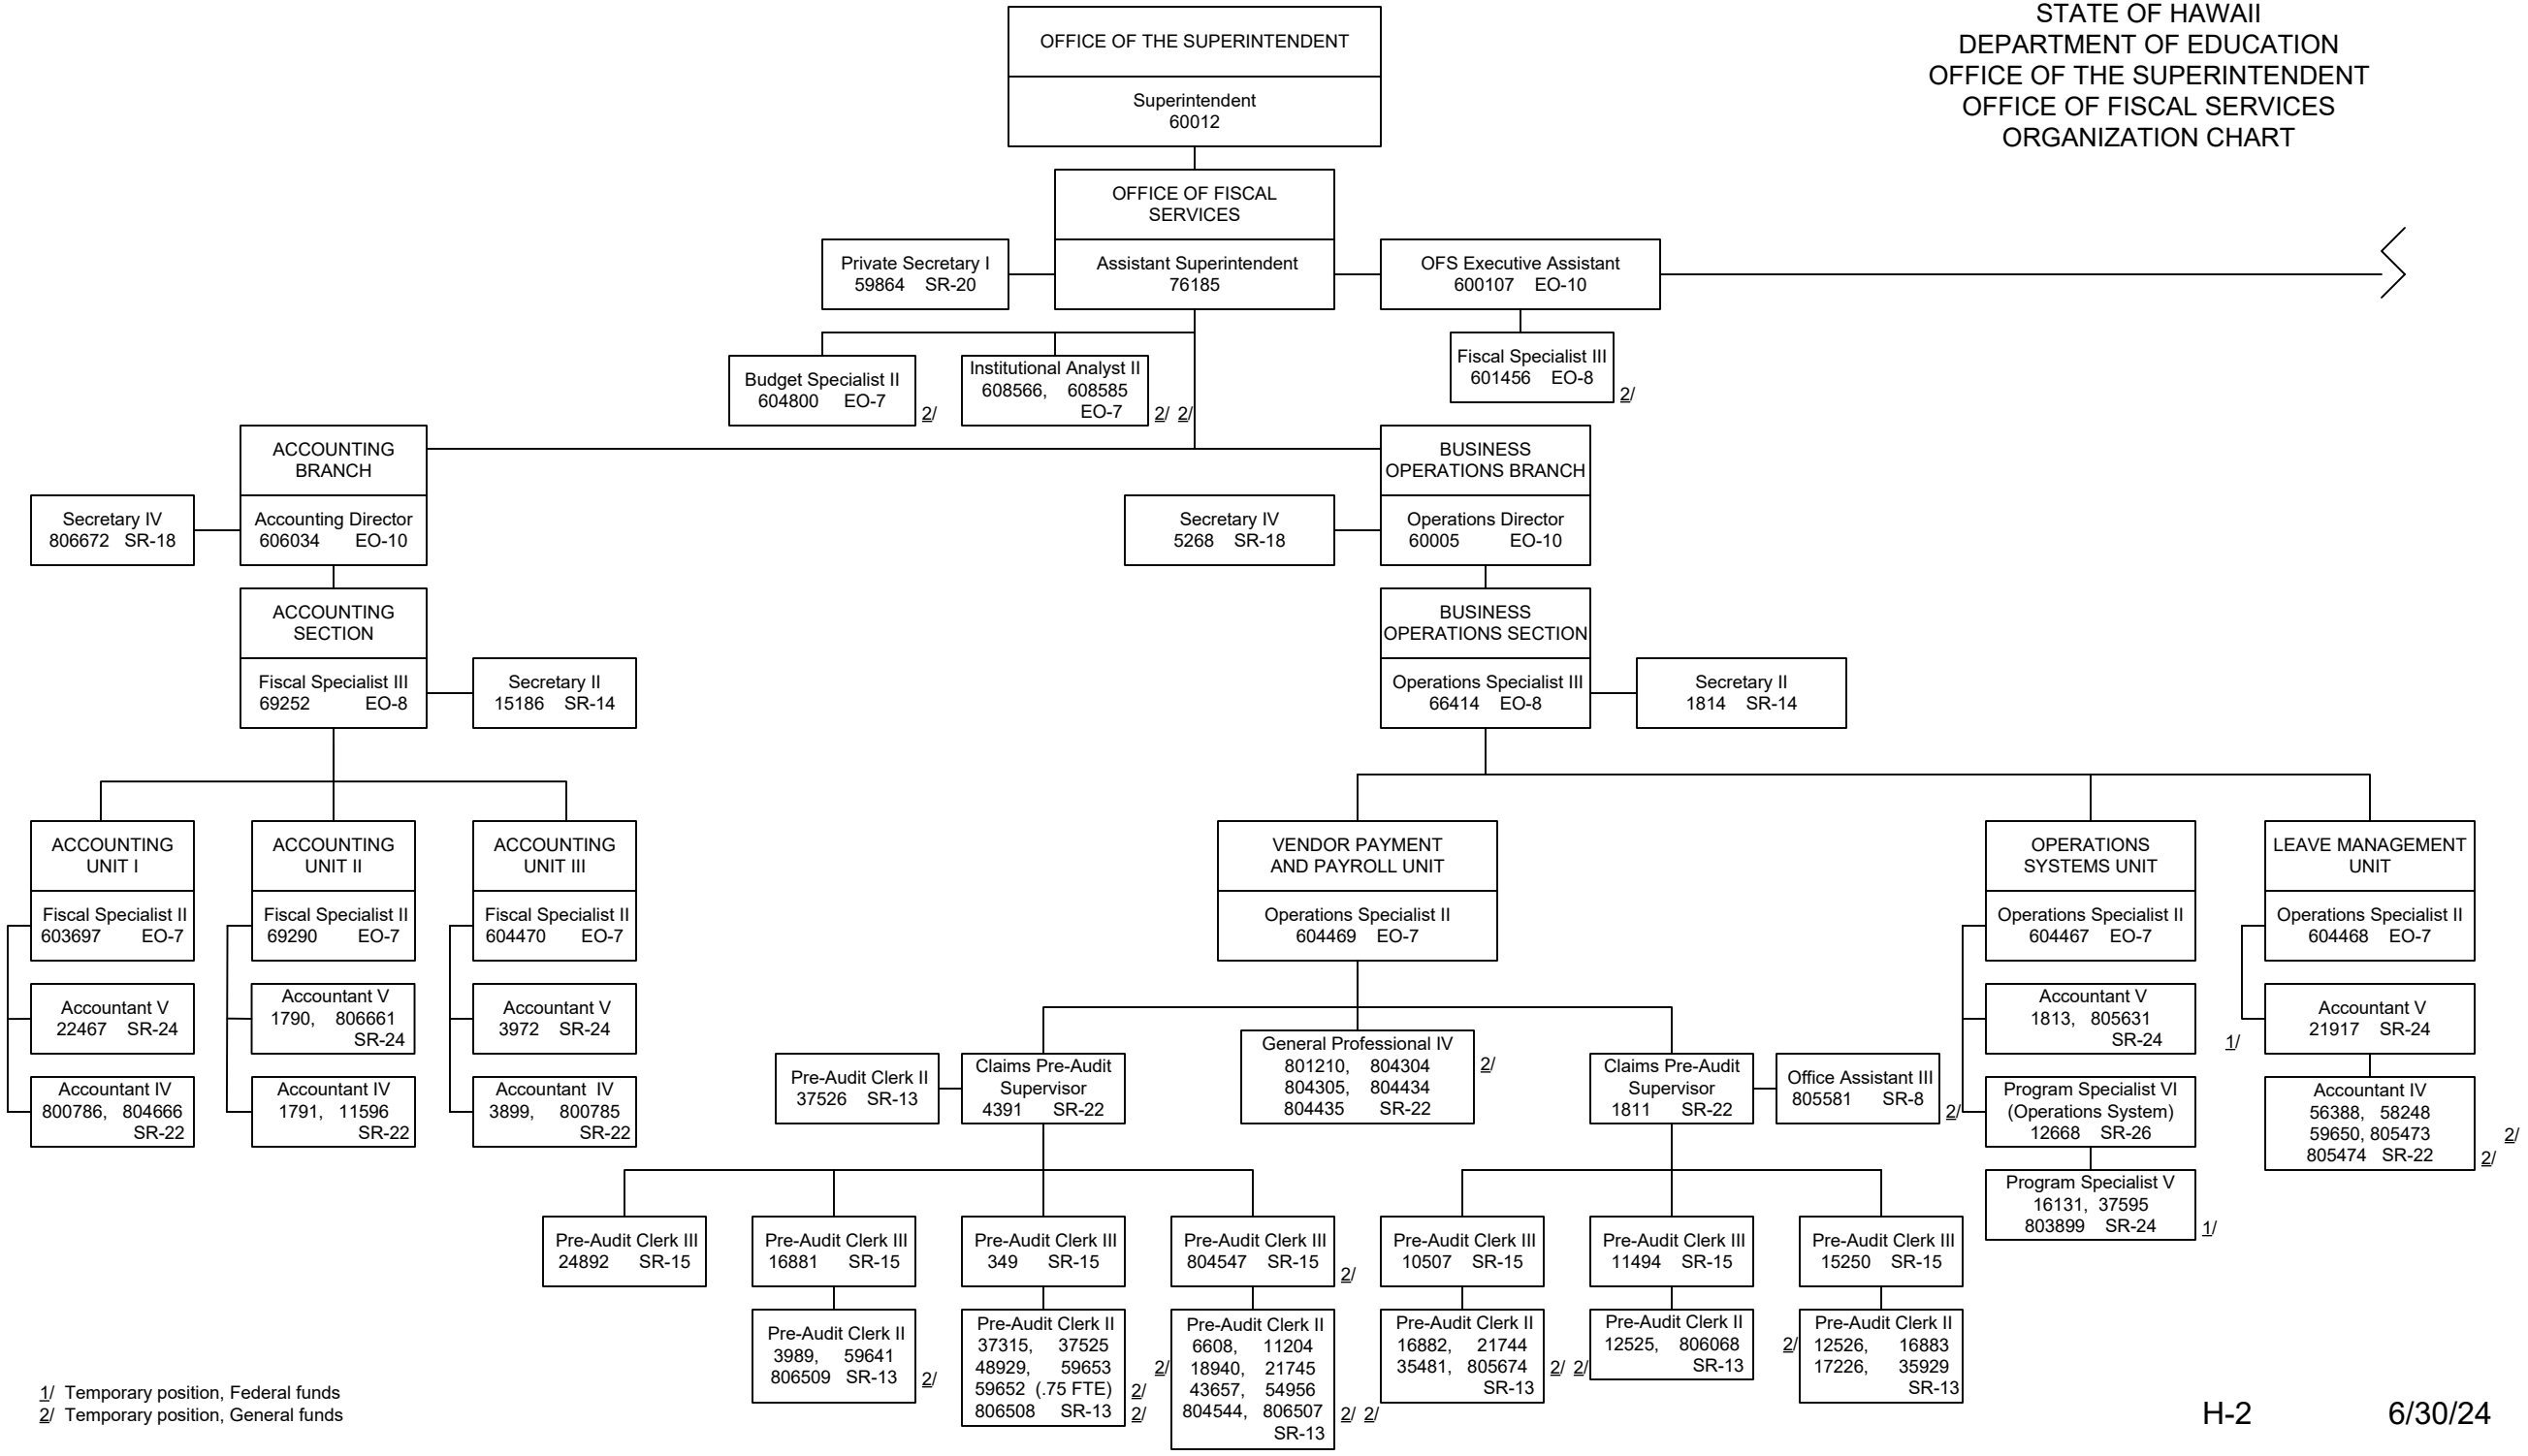 STATE OF HAWAII
DEPARTMENT OF EDUCATION
OFFICE OF THE SUPERINTENDENT
OFFICE OF FISCAL SERVICES
ORGANIZATION CHART
OFFICE OF THE SUPERINTENDENT
Superintendent
60012
OFFICE OF FISCAL
SERVICES
Assistant Superintendent
76185
Private Secretary I
59864 SR-20
OFS Executive Assistant
600107 EO-10
Fiscal Specialist III
601456 EO-8
2/
Budget Specialist II
604800 EO-7
2/
Institutional Analyst II
608566, 608585
EO-7
2/ 2/
ACCOUNTING
BRANCH
Accounting Director
606034 EO-10
Secretary IV
806672 SR-18
ACCOUNTING
SECTION
Fiscal Specialist III
69252 EO-8
Secretary II
15186 SR-14
ACCOUNTING
UNIT I
Fiscal Specialist II
603697 EO-7
Accountant V
22467 SR-24
Accountant IV
800786, 804666
SR-22
ACCOUNTING
UNIT II
Fiscal Specialist II
69290 EO-7
Accountant V
1790, 806661
SR-24
Accountant IV
1791, 11596
SR-22
ACCOUNTING
UNIT III
Fiscal Specialist II
604470 EO-7
Accountant V
3972 SR-24
Accountant IV
3899, 800785
SR-22
BUSINESS
OPERATIONS BRANCH
Operations Director
60005 EO-10
Secretary IV
5268 SR-18
BUSINESS
OPERATIONS SECTION
Operations Specialist III
66414 EO-8
Secretary II
1814 SR-14
VENDOR PAYMENT
AND PAYROLL UNIT
Operations Specialist II
604469 EO-7
Pre-Audit Clerk II
37526 SR-13
Claims Pre-Audit
Supervisor
4391 SR-22
General Professional IV
801210, 804304
804305, 804434
804435 SR-22
2/
Claims Pre-Audit
Supervisor
1811 SR-22
Office Assistant III
805581 SR-8
2/
Pre-Audit Clerk III
24892 SR-15
Pre-Audit Clerk III
16881 SR-15
Pre-Audit Clerk II
3989, 59641
806509 SR-13
2/
Pre-Audit Clerk III
349 SR-15
Pre-Audit Clerk II
37315, 37525
48929, 59653
59652 (.75 FTE)
806508 SR-13
2/
2/
2/
Pre-Audit Clerk III
804547 SR-15
2/
Pre-Audit Clerk II
6608, 11204
18940, 21745
43657, 54956
804544, 806507
SR-13
2/ 2/
Pre-Audit Clerk III
10507 SR-15
Pre-Audit Clerk II
16882, 21744
35481, 805674
SR-13
2/ 2/
Pre-Audit Clerk III
11494 SR-15
Pre-Audit Clerk II
12525, 806068
SR-13
2/
Pre-Audit Clerk III
15250 SR-15
Pre-Audit Clerk II
12526, 16883
17226, 35929
SR-13
OPERATIONS
SYSTEMS UNIT
Operations Specialist II
604467 EO-7
Accountant V
1813, 805631
SR-24
1/
Program Specialist VI
(Operations System)
12668 SR-26
Program Specialist V
16131, 37595
803899 SR-24
1/
LEAVE MANAGEMENT
UNIT
Operations Specialist II
604468 EO-7
Accountant V
21917 SR-24
Accountant IV
56388, 58248
59650, 805473
805474 SR-22
2/
2/
1/ Temporary position, Federal funds
2/ Temporary position, General funds
H-2 6/30/24